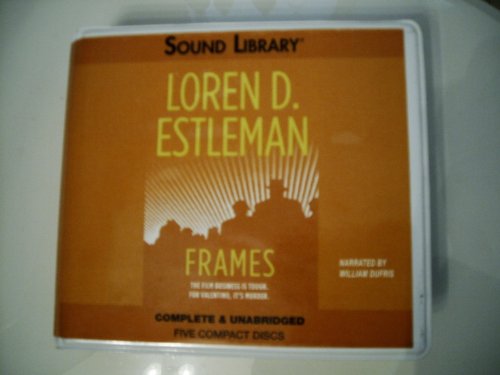 SOUND LIBRARY®
LOREN D.
ESTLEMAN
FRAMES
THE FILM BUSINESS IS TOUGH.
FOR VALENTINO, IT'S MURDER.
NARRATED BY
WILLIAM DUFRIS
COMPLETE & UNABRIDGED
FIVE COMPACT DISCS